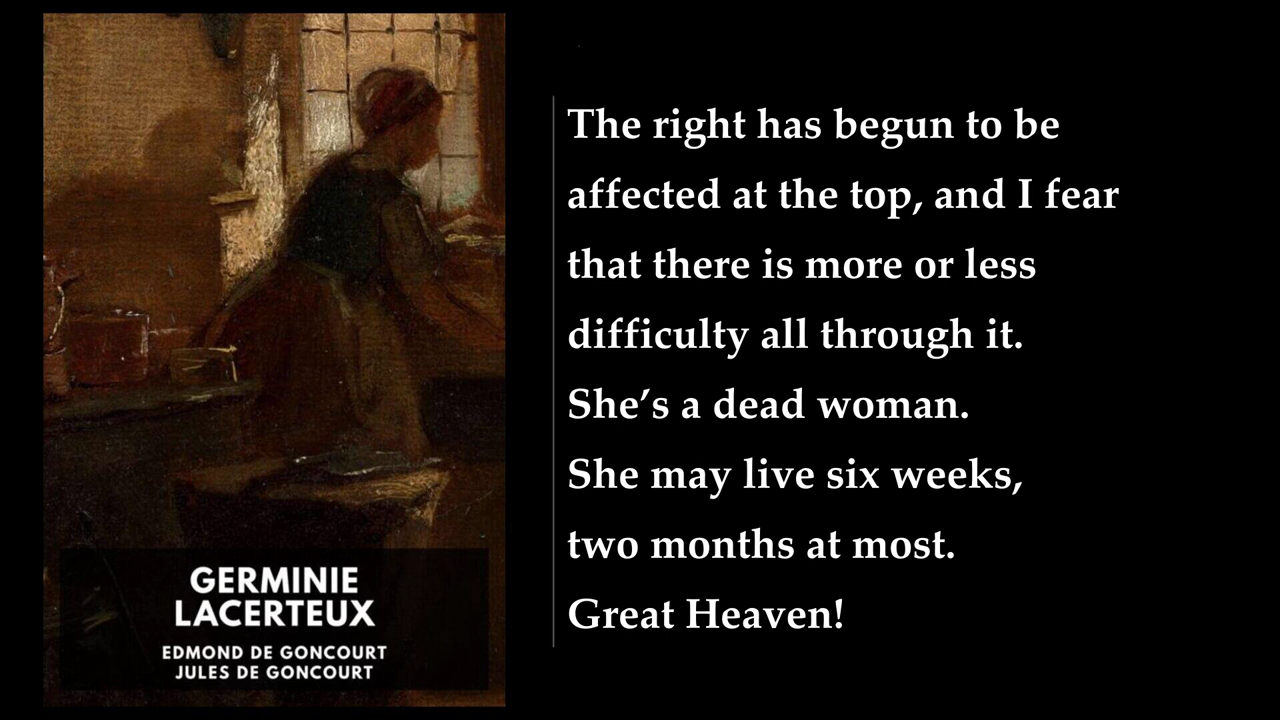 The right has begun to be
affected at the top, and I fear
that there is more or less
difficulty all through it.
She’s a dead woman.
She may live six weeks,
two months at most.
Great Heaven!
GERMINIE
LACERTEUX
EDMOND DE GONCOURT
JULES DE GONCOURT